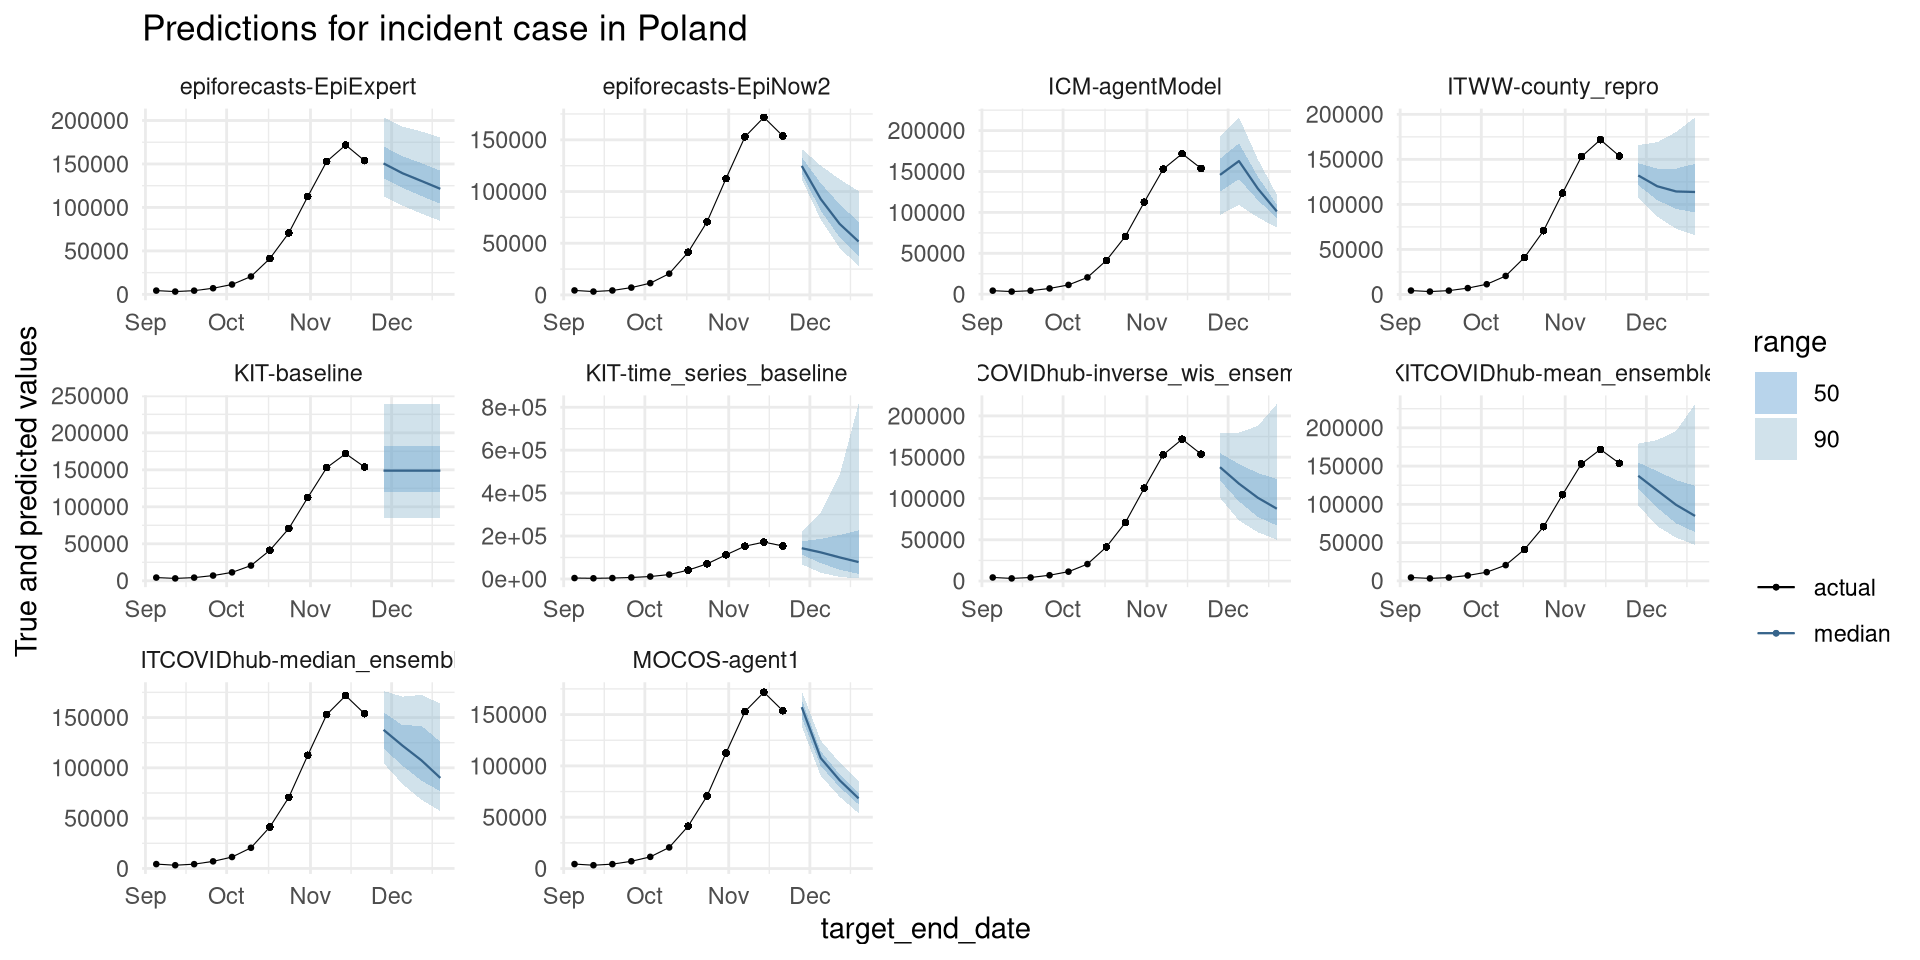 Predictions for incident case in Poland
epiforecasts-EpiExpert
epiforecasts-EpiNow2
ICM-agentModel
ITWW-county_repro
200000
150000
100000
50000
0
150000
100000
50000
0
200000
150000
100000
50000
0
200000
150000
100000
50000
0
Sep Oct Nov Dec
Sep Oct Nov Dec
Sep Oct Nov Dec
Sep Oct Nov Dec
KIT-baseline
KIT-time_series_baseline
COVIDhub-inverse_wis_ensem
KITCOVIDhub-mean_ensemble
250000
200000
150000
100000
50000
0
8e+05
6e+05
4e+05
2e+05
0e+00
200000
150000
100000
50000
0
200000
150000
100000
50000
0
Sep Oct Nov Dec
Sep Oct Nov Dec
Sep Oct Nov Dec
Sep Oct Nov Dec
ITCOVIDhub-median_ensembl
MOCOS-agent1
150000
100000
50000
0
150000
100000
50000
0
Sep Oct Nov Dec
Sep Oct Nov Dec
True and predicted values
target_end_date
range
50
90
actual
median